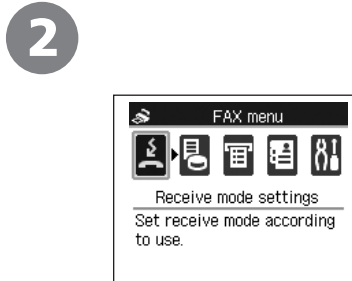 2
FAX menu
Receive mode settings
Set receive mode according
to use.